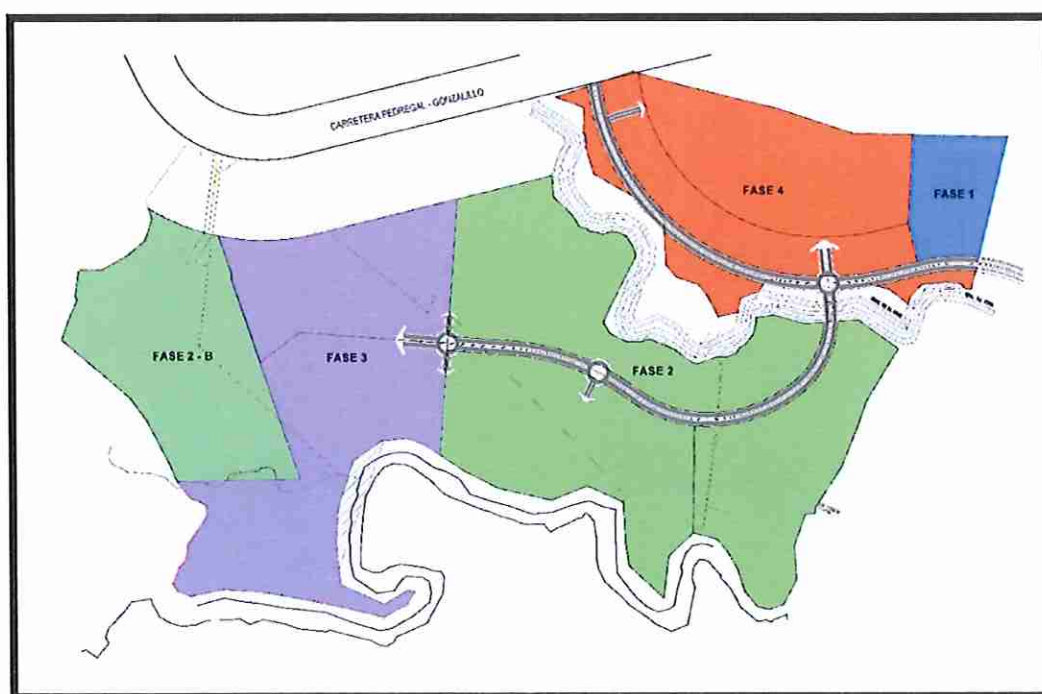 CARRETERA PEDREGAL - GONZALILLO
FASE 4
FASE 1
FASE 2 - B
FASE 3
FASE 2